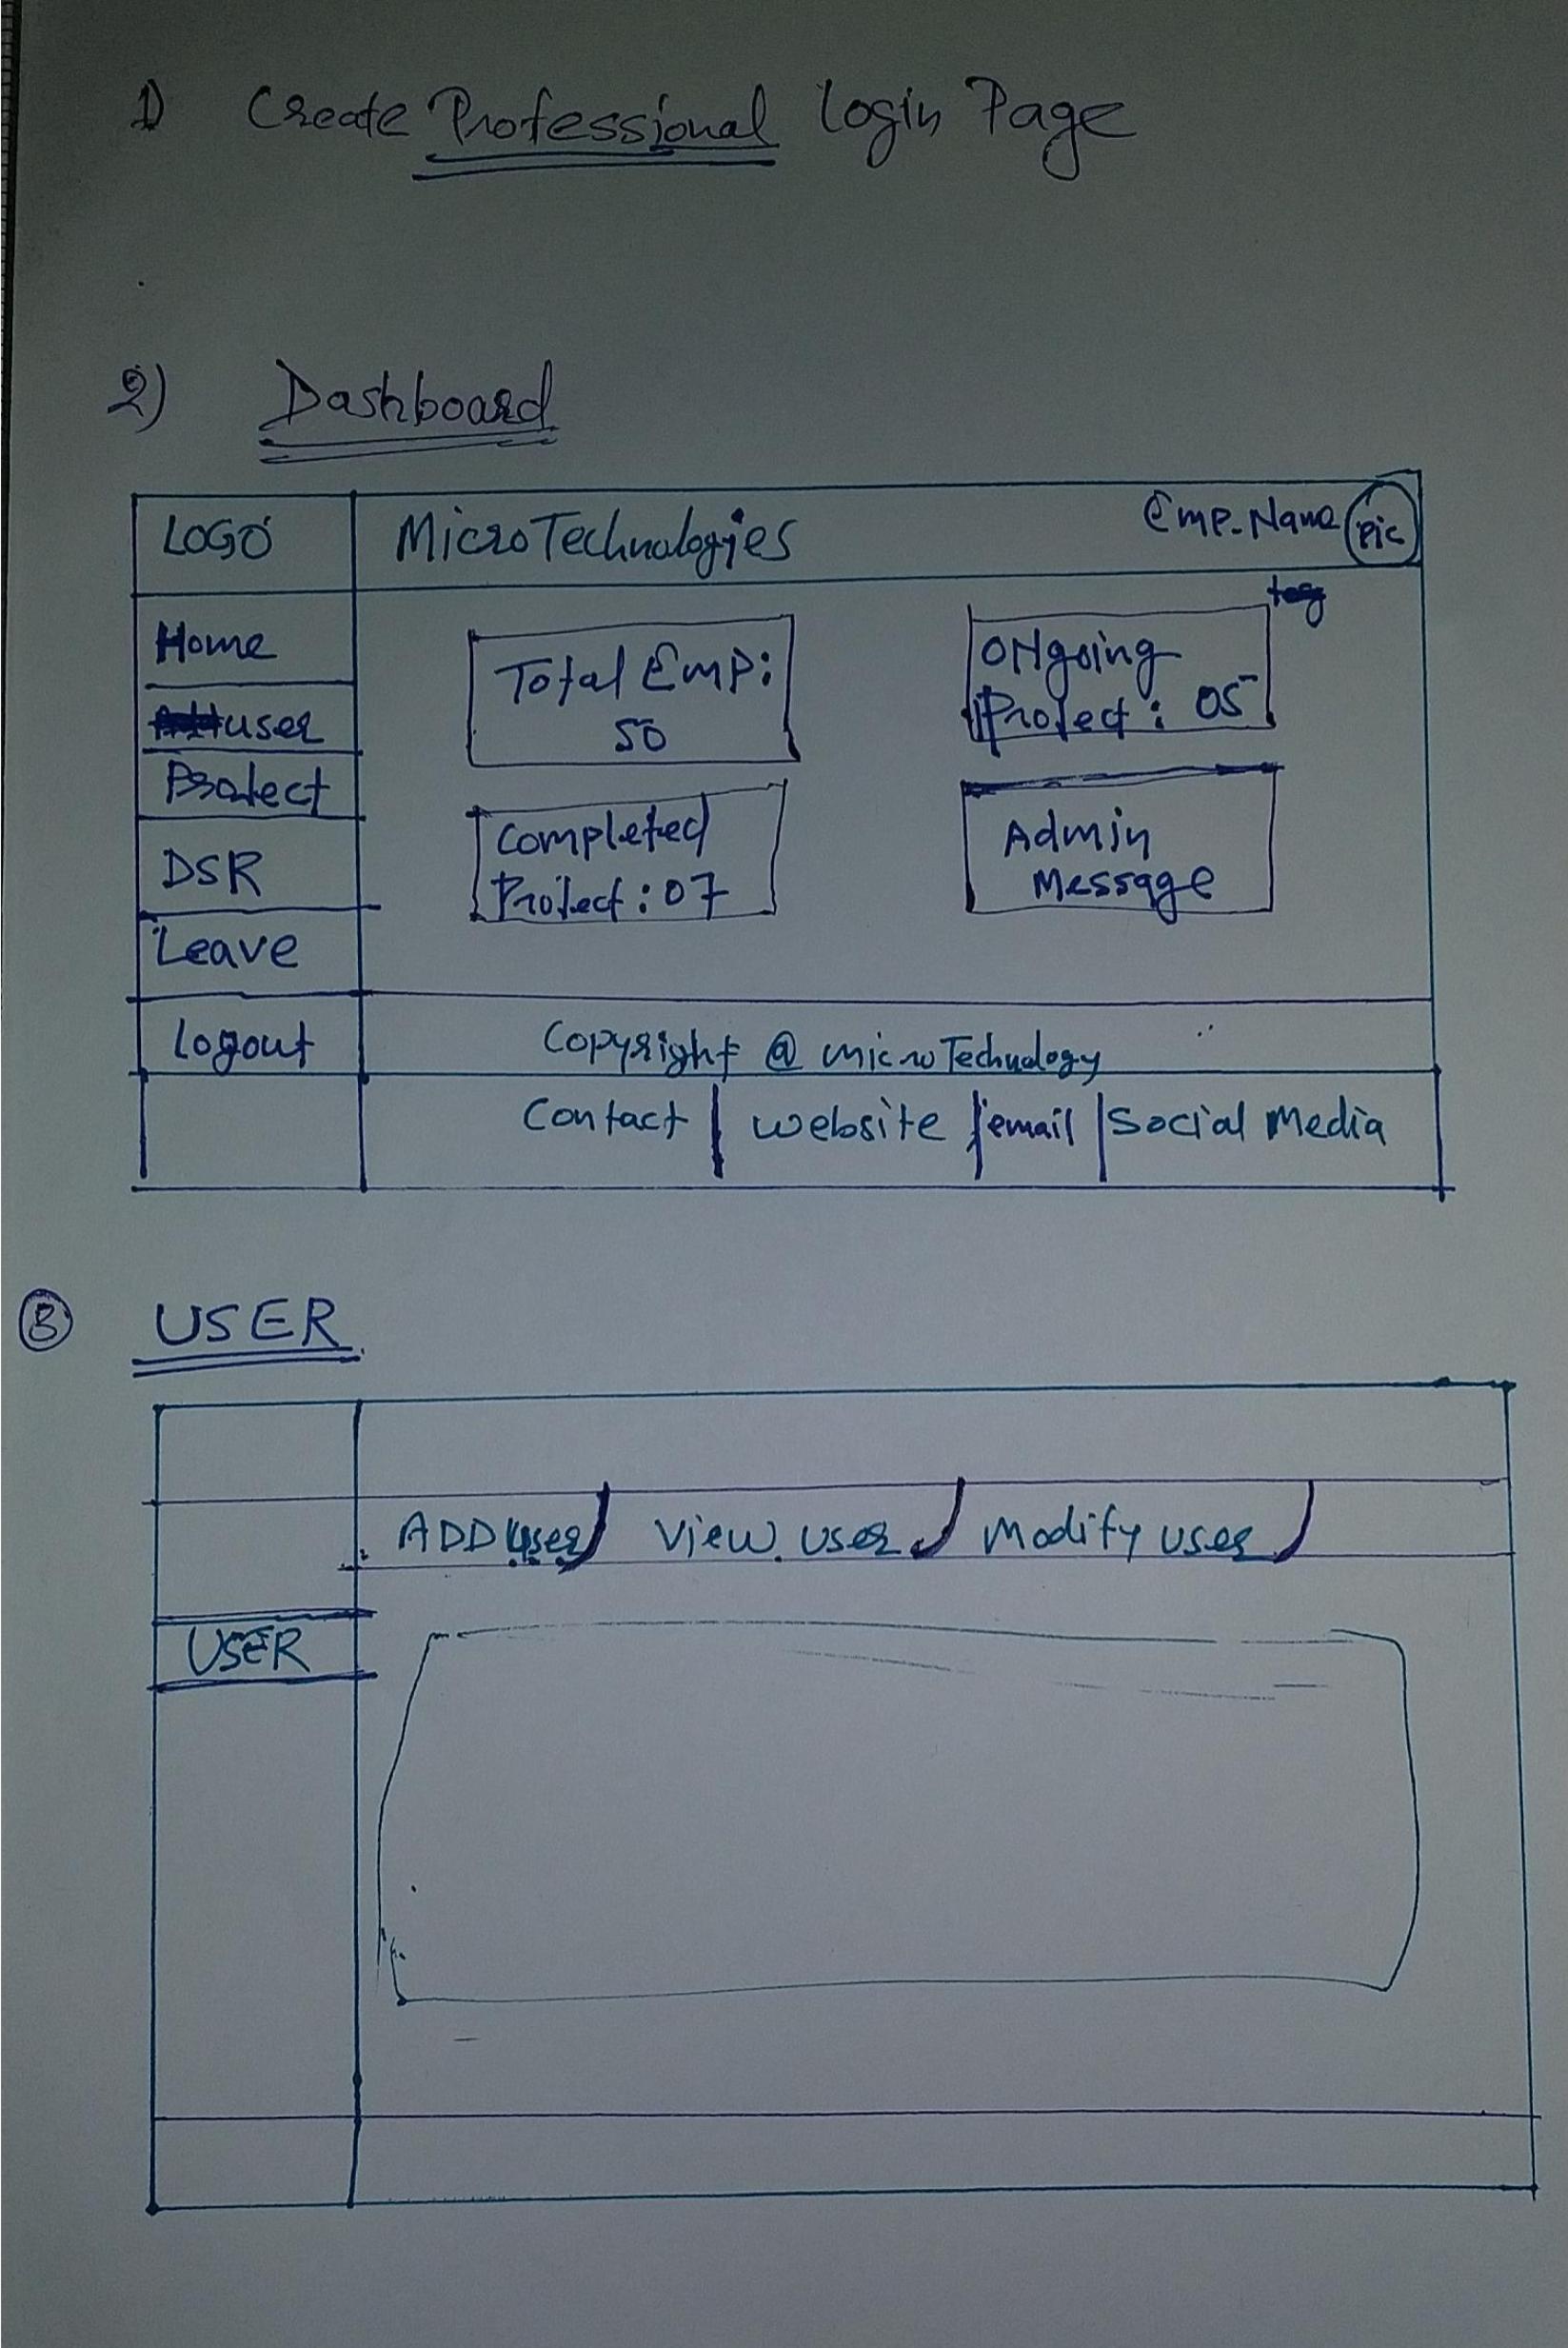 1) Create Professional Login Page
2) Dashboard
LOGO MicroTechnologies Emp. Name Pic
Home Total Emp: 50 ONgoing Project: 05
user
Project Completed Project: 07 Admin Message
DSR
Leave
Logout Copyright @ micro Technology
Contact | website | email | Social Media
3 USER
ADD user View user Modify user
USER